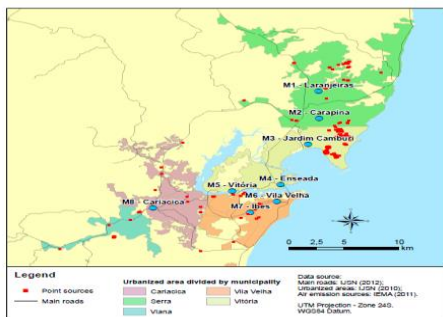 M1 - Laranjeiras
M2 - Carapina
M3 - Jardim Camburi
M4 - Enseada
M5 - Vitória
M6 - Vila Velha
M8 - Cariacica
M7 - Ibes
0 2,5 5 10
km
Legend
Point sources
Main roads
Urbanized area divided by municipality
Cariacica
Serra
Viana
Vila Velha
Vitória
Data source:
Main roads: IJSN (2012);
Urbanized areas: IJSN (2010);
Air emission sources: IEMA (2011).
UTM Projection - Zone 24S,
WGS84 Datum.